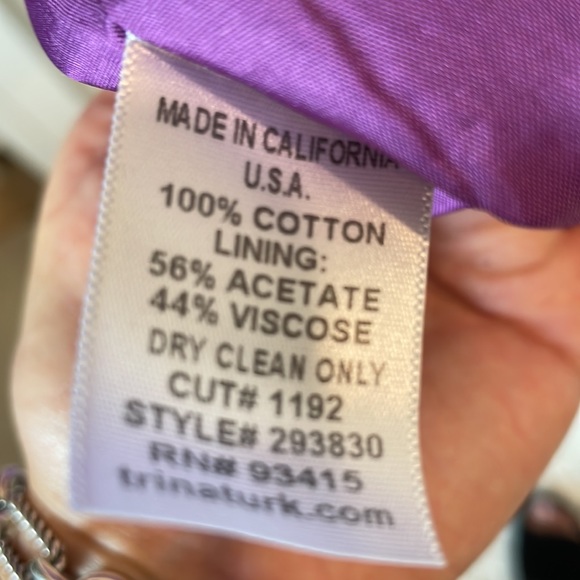 MADE IN CALIFORNIA
U.S.A.
100% COTTON
LINING:
56% ACETATE
44% VISCOSE
DRY CLEAN ONLY
CUT# 1192
STYLE# 293830
RN# 93415
trinaturk.com